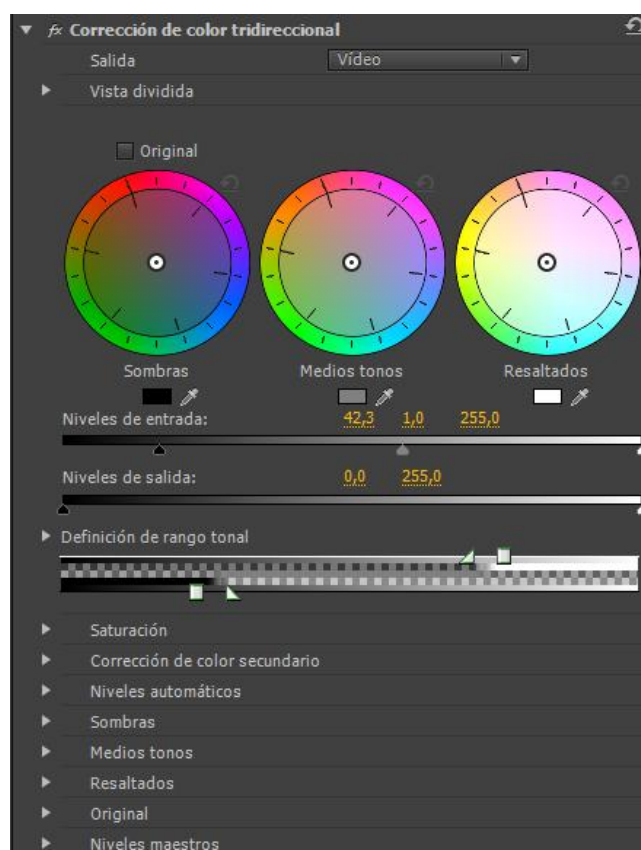 fx Corrección de color tridireccional
Salida Vídeo
Vista dividida
Original
Sombras Medios tonos Resaltados
Niveles de entrada: 42,3 1,0 255,0
Niveles de salida: 0,0 255,0
Definición de rango tonal
Saturación
Corrección de color secundario
Niveles automáticos
Sombras
Medios tonos
Resaltados
Original
Niveles maestros